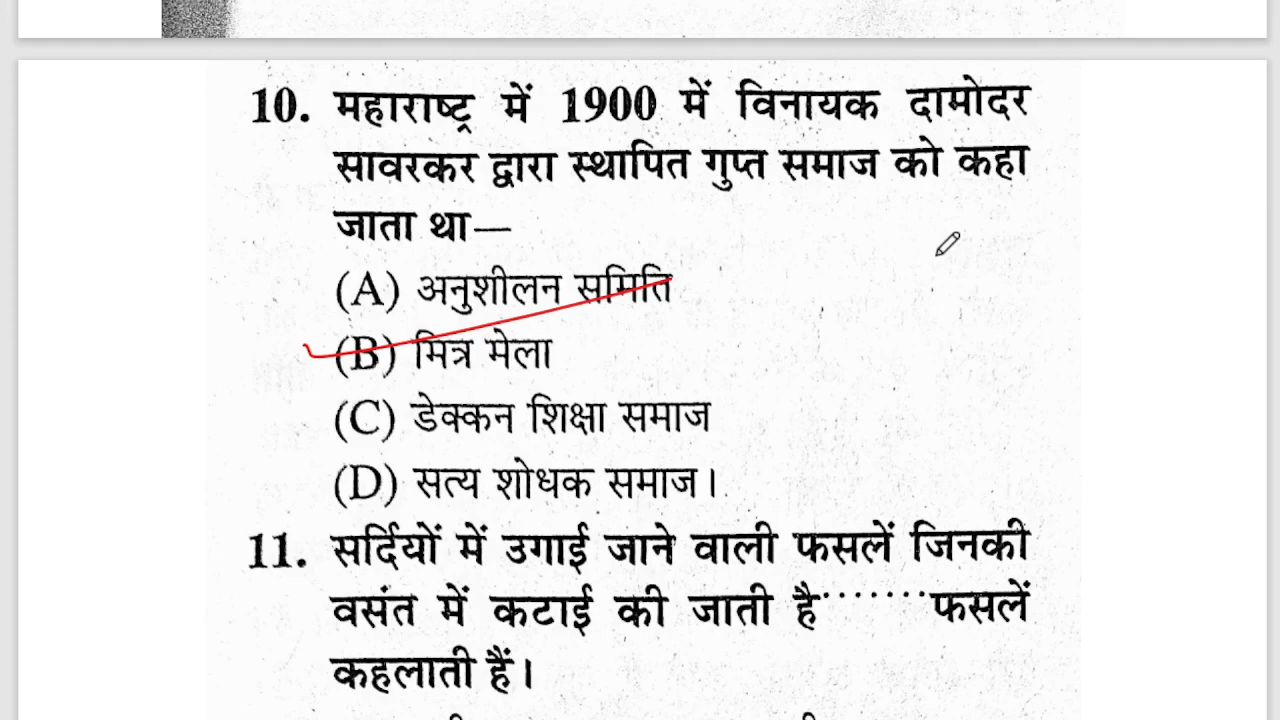 10. महाराष्ट्र में 1900 में विनायक दामोदर
सावरकर द्वारा स्थापित गुप्त समाज को कहा
जाता था—
(A) अनुशीलन समिति
(B) मित्र मेला
(C) डेक्कन शिक्षा समाज
(D) सत्य शोधक समाज।
11. सर्दियों में उगाई जाने वाली फसलें जिनकी
वसंत में कटाई की जाती है ........ फसलें
कहलाती हैं।